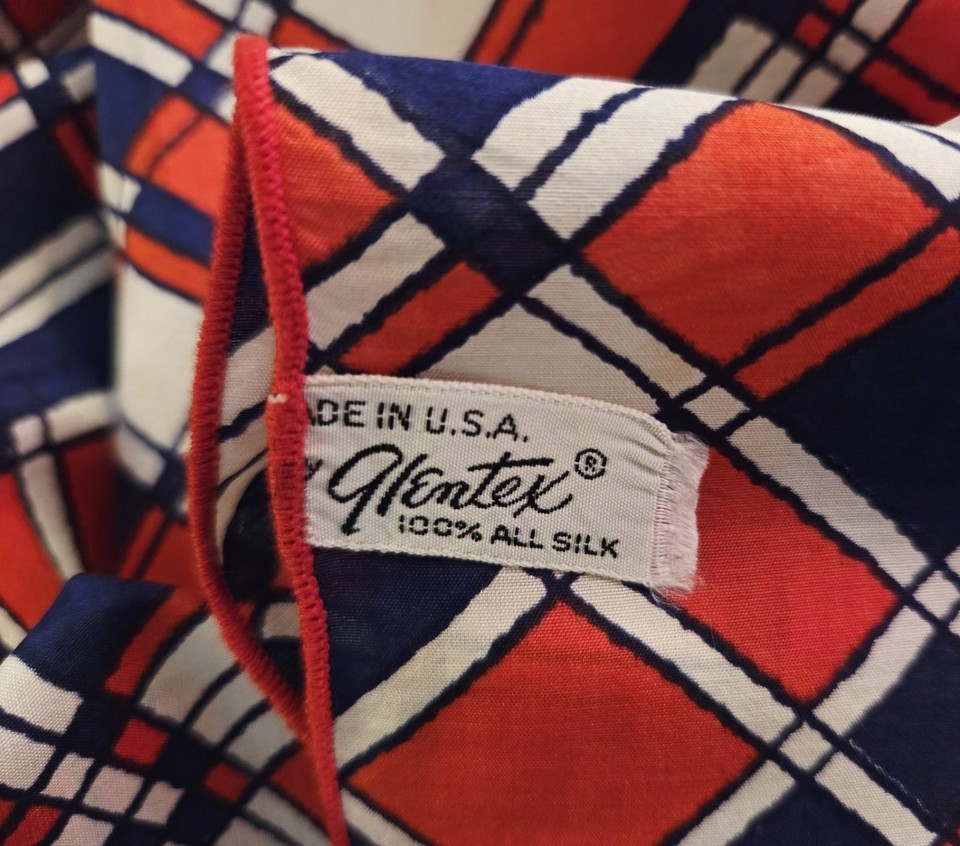 ADE IN U.S.A.
Glentex®
100% ALL SILK